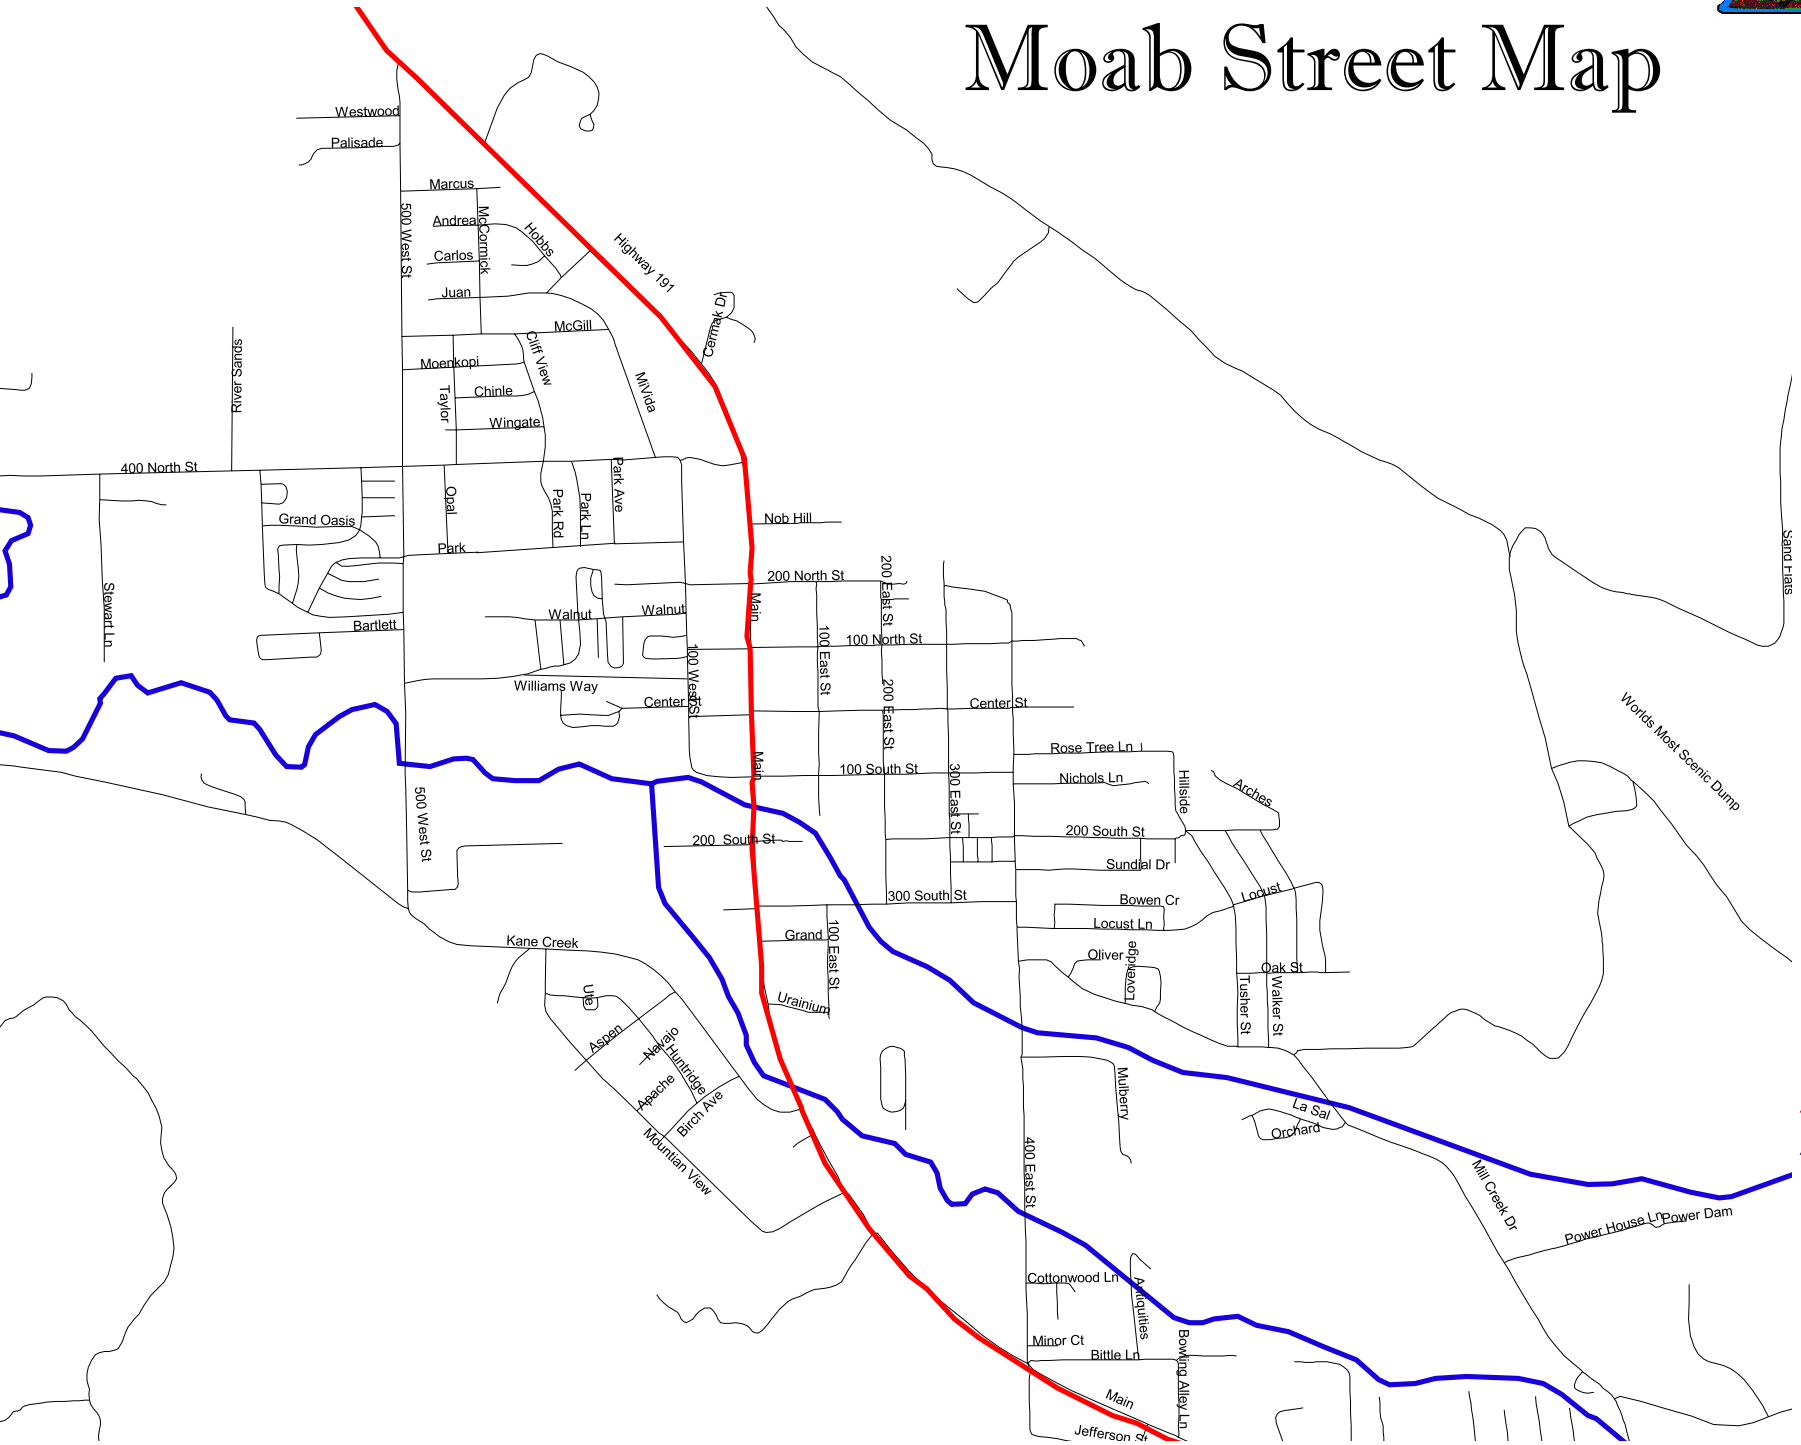 Moab Street Map
Westwood
Palisade
Marcus
500 West St
Andrea
McCormick
Hobbs
Carlos
Highway 191
Juan
Cermak Dr
McGill
Cliff View
River Sands
Moenkopi
Taylor
Chinle
MiVida
Wingate
400 North St
Park Ave
Opal
Park Rd
Park Ln
Grand Oasis
Nob Hill
Park
Sand Flats
200 North St
200 East St
Stewart Ln
Walnut
Walnut
Main
Bartlett
100 East St
100 North St
100 West St
Williams Way
200 East St
Center St
Center St
Worlds Most Scenic Dump
Rose Tree Ln
Main
100 South St
300 East St
Nichols Ln
Hillside
Arches
500 West St
200 South St
200 South St
Sundial Dr
300 South St
Bowen Cr
Locust
Locust Ln
Grand
100 East St
Kane Creek
Oliver
Loveridge
Oak St
Ute
Urainium
Tusher St
Walker St
Aspen
Navajo
Huntridge
Apache
Birch Ave
Mulberry
La Sal
Orchard
Mountian View
400 East St
Mill Creek Dr
Power House Ln
Power Dam
Cottonwood Ln
Antiquities
Minor Ct
Bittle Ln
Bowling Alley Ln
Main
Jefferson St